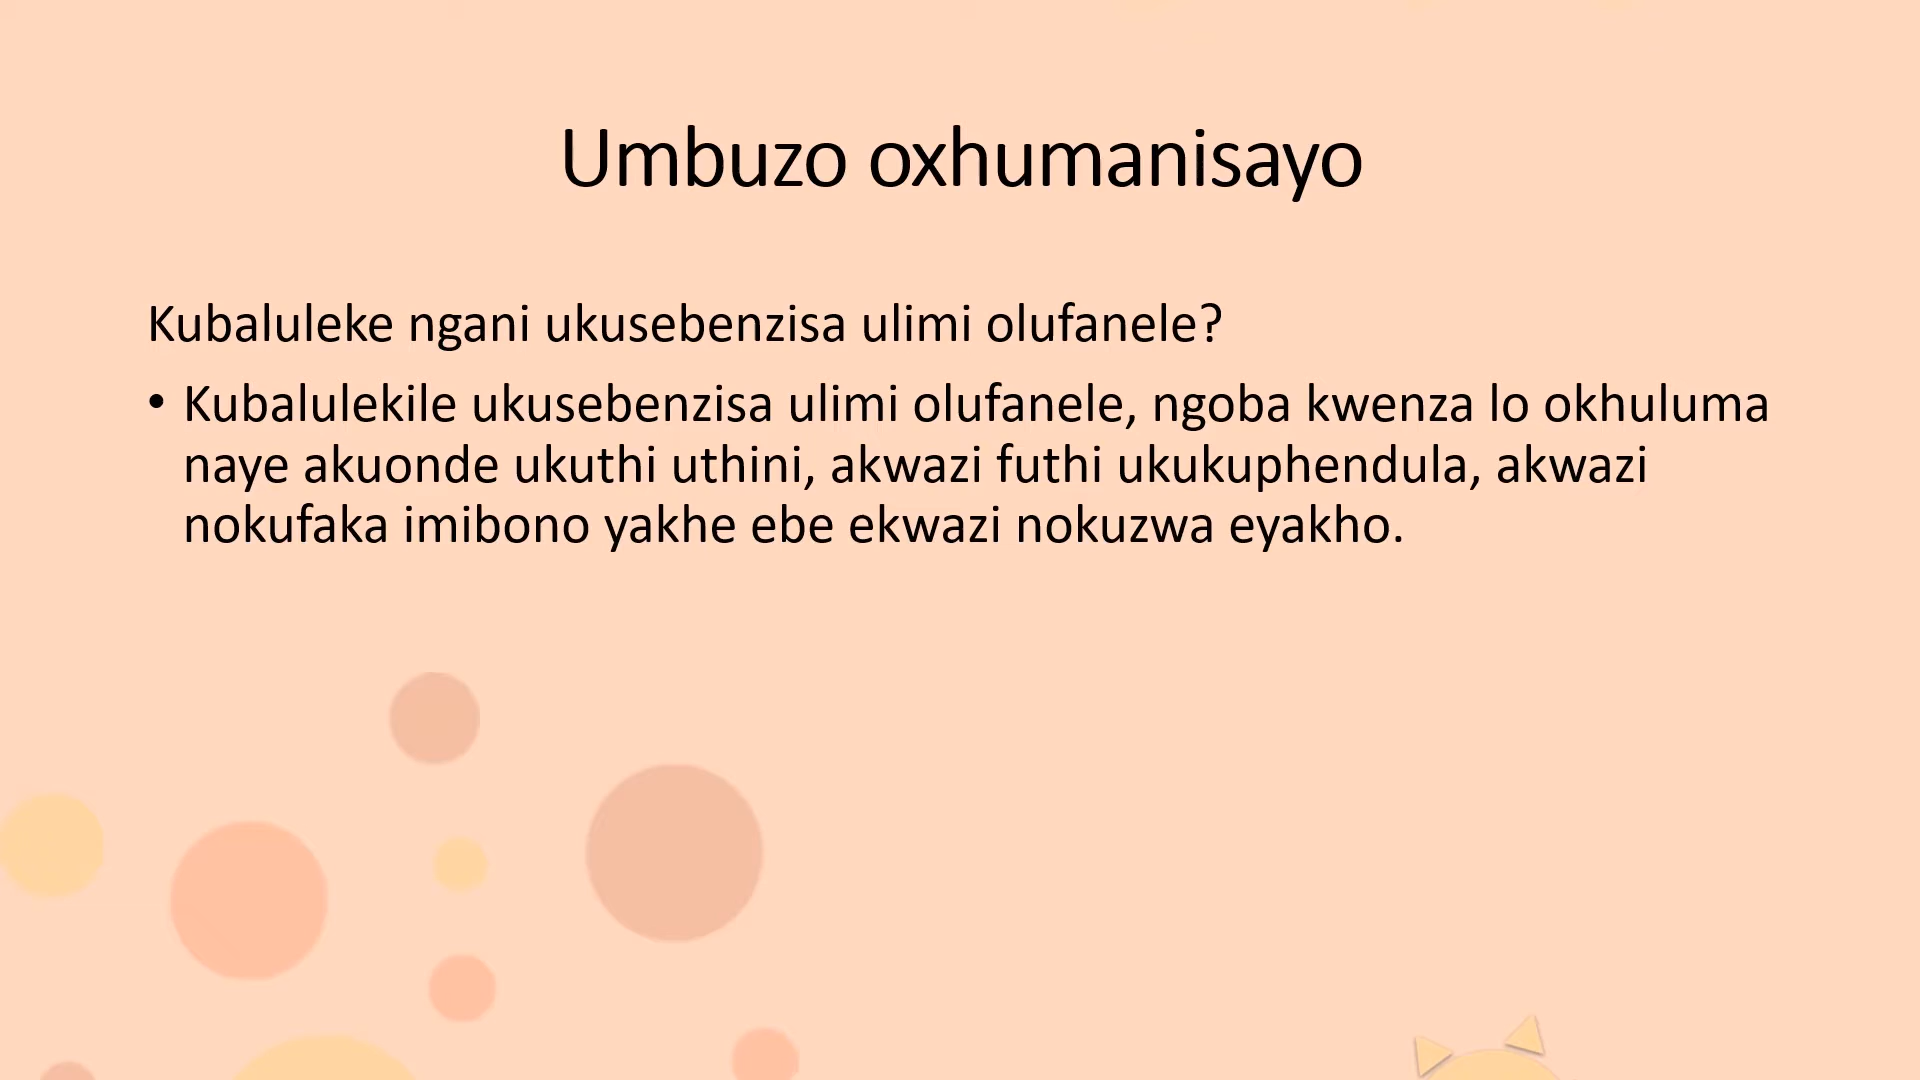 Umbuzo oxhumanisayo
Kubaluleke ngani ukusebenzisa ulimi olufanele?
• Kubalulekile ukusebenzisa ulimi olufanele, ngoba kwenza lo okhuluma
naye akuonde ukuthi uthini, akwazi futhi ukukuphendula, akwazi
nokufaka imibono yakhe ebe ekwazi nokuzwa eyakho.